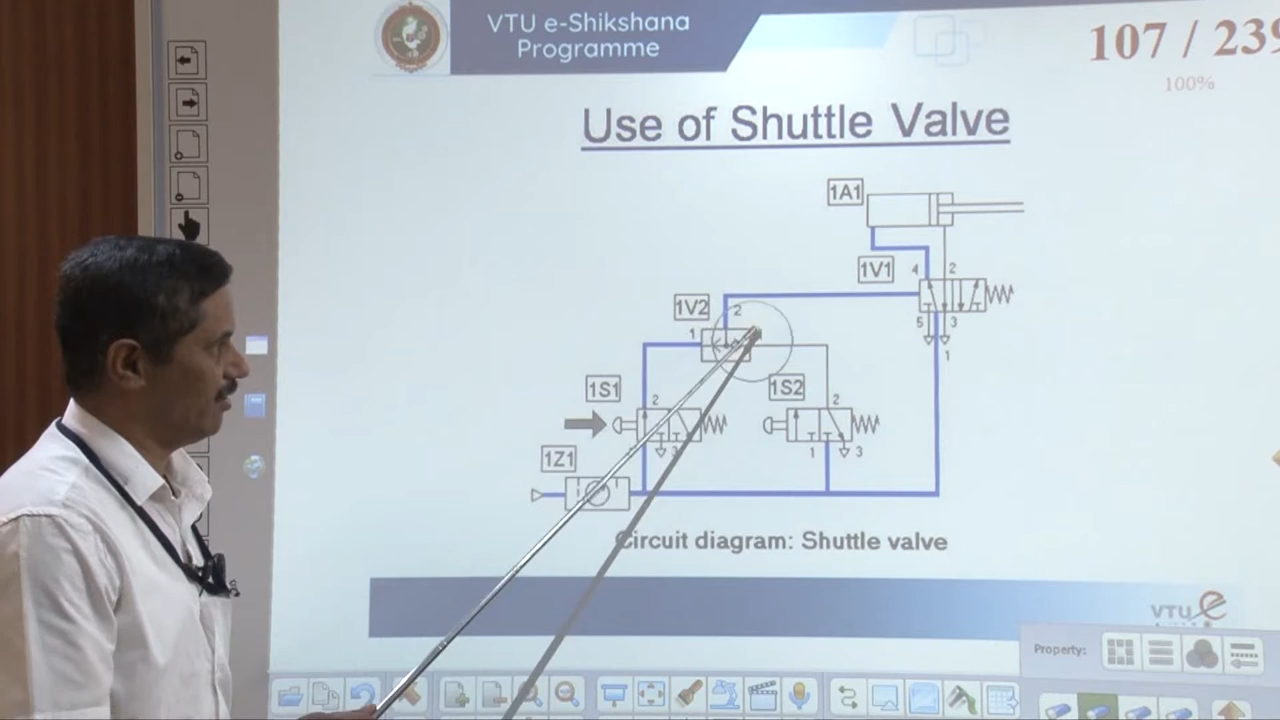 VTU e-Shikshana
Programme
107 / 239
100%
Use of Shuttle Valve
1A1
1V1
4
2
1V2
2
1
5
3
1
1S1
2
1S2
2
3
1
3
1Z1
Circuit diagram: Shuttle valve
VTU e
Property: